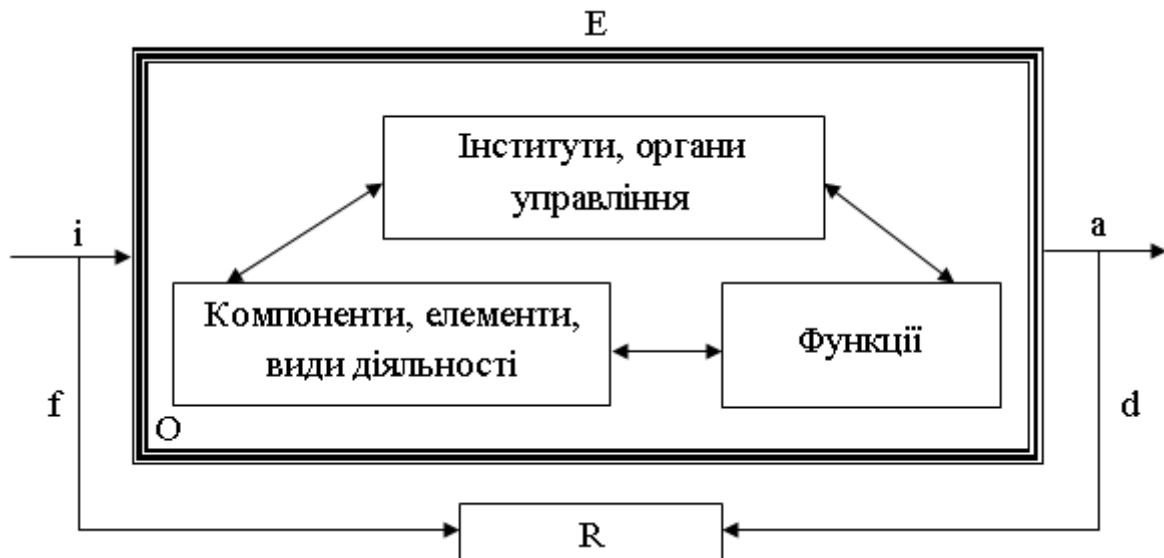 E
Інститути, органи
управління
i
a
Компоненти, елементи,
види діяльності
Функції
f
d
O
R